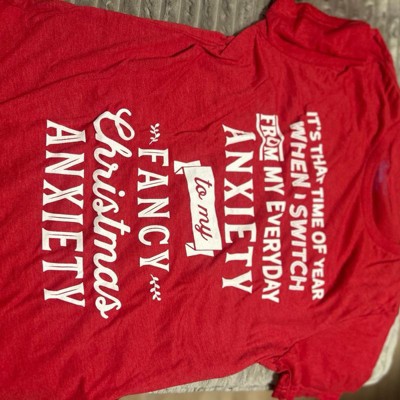 IT'S THAT TIME OF YEAR
WHEN I SWITCH
FROM MY EVERYDAY
ANXIETY
to my
FANCY
Christmas
ANXIETY